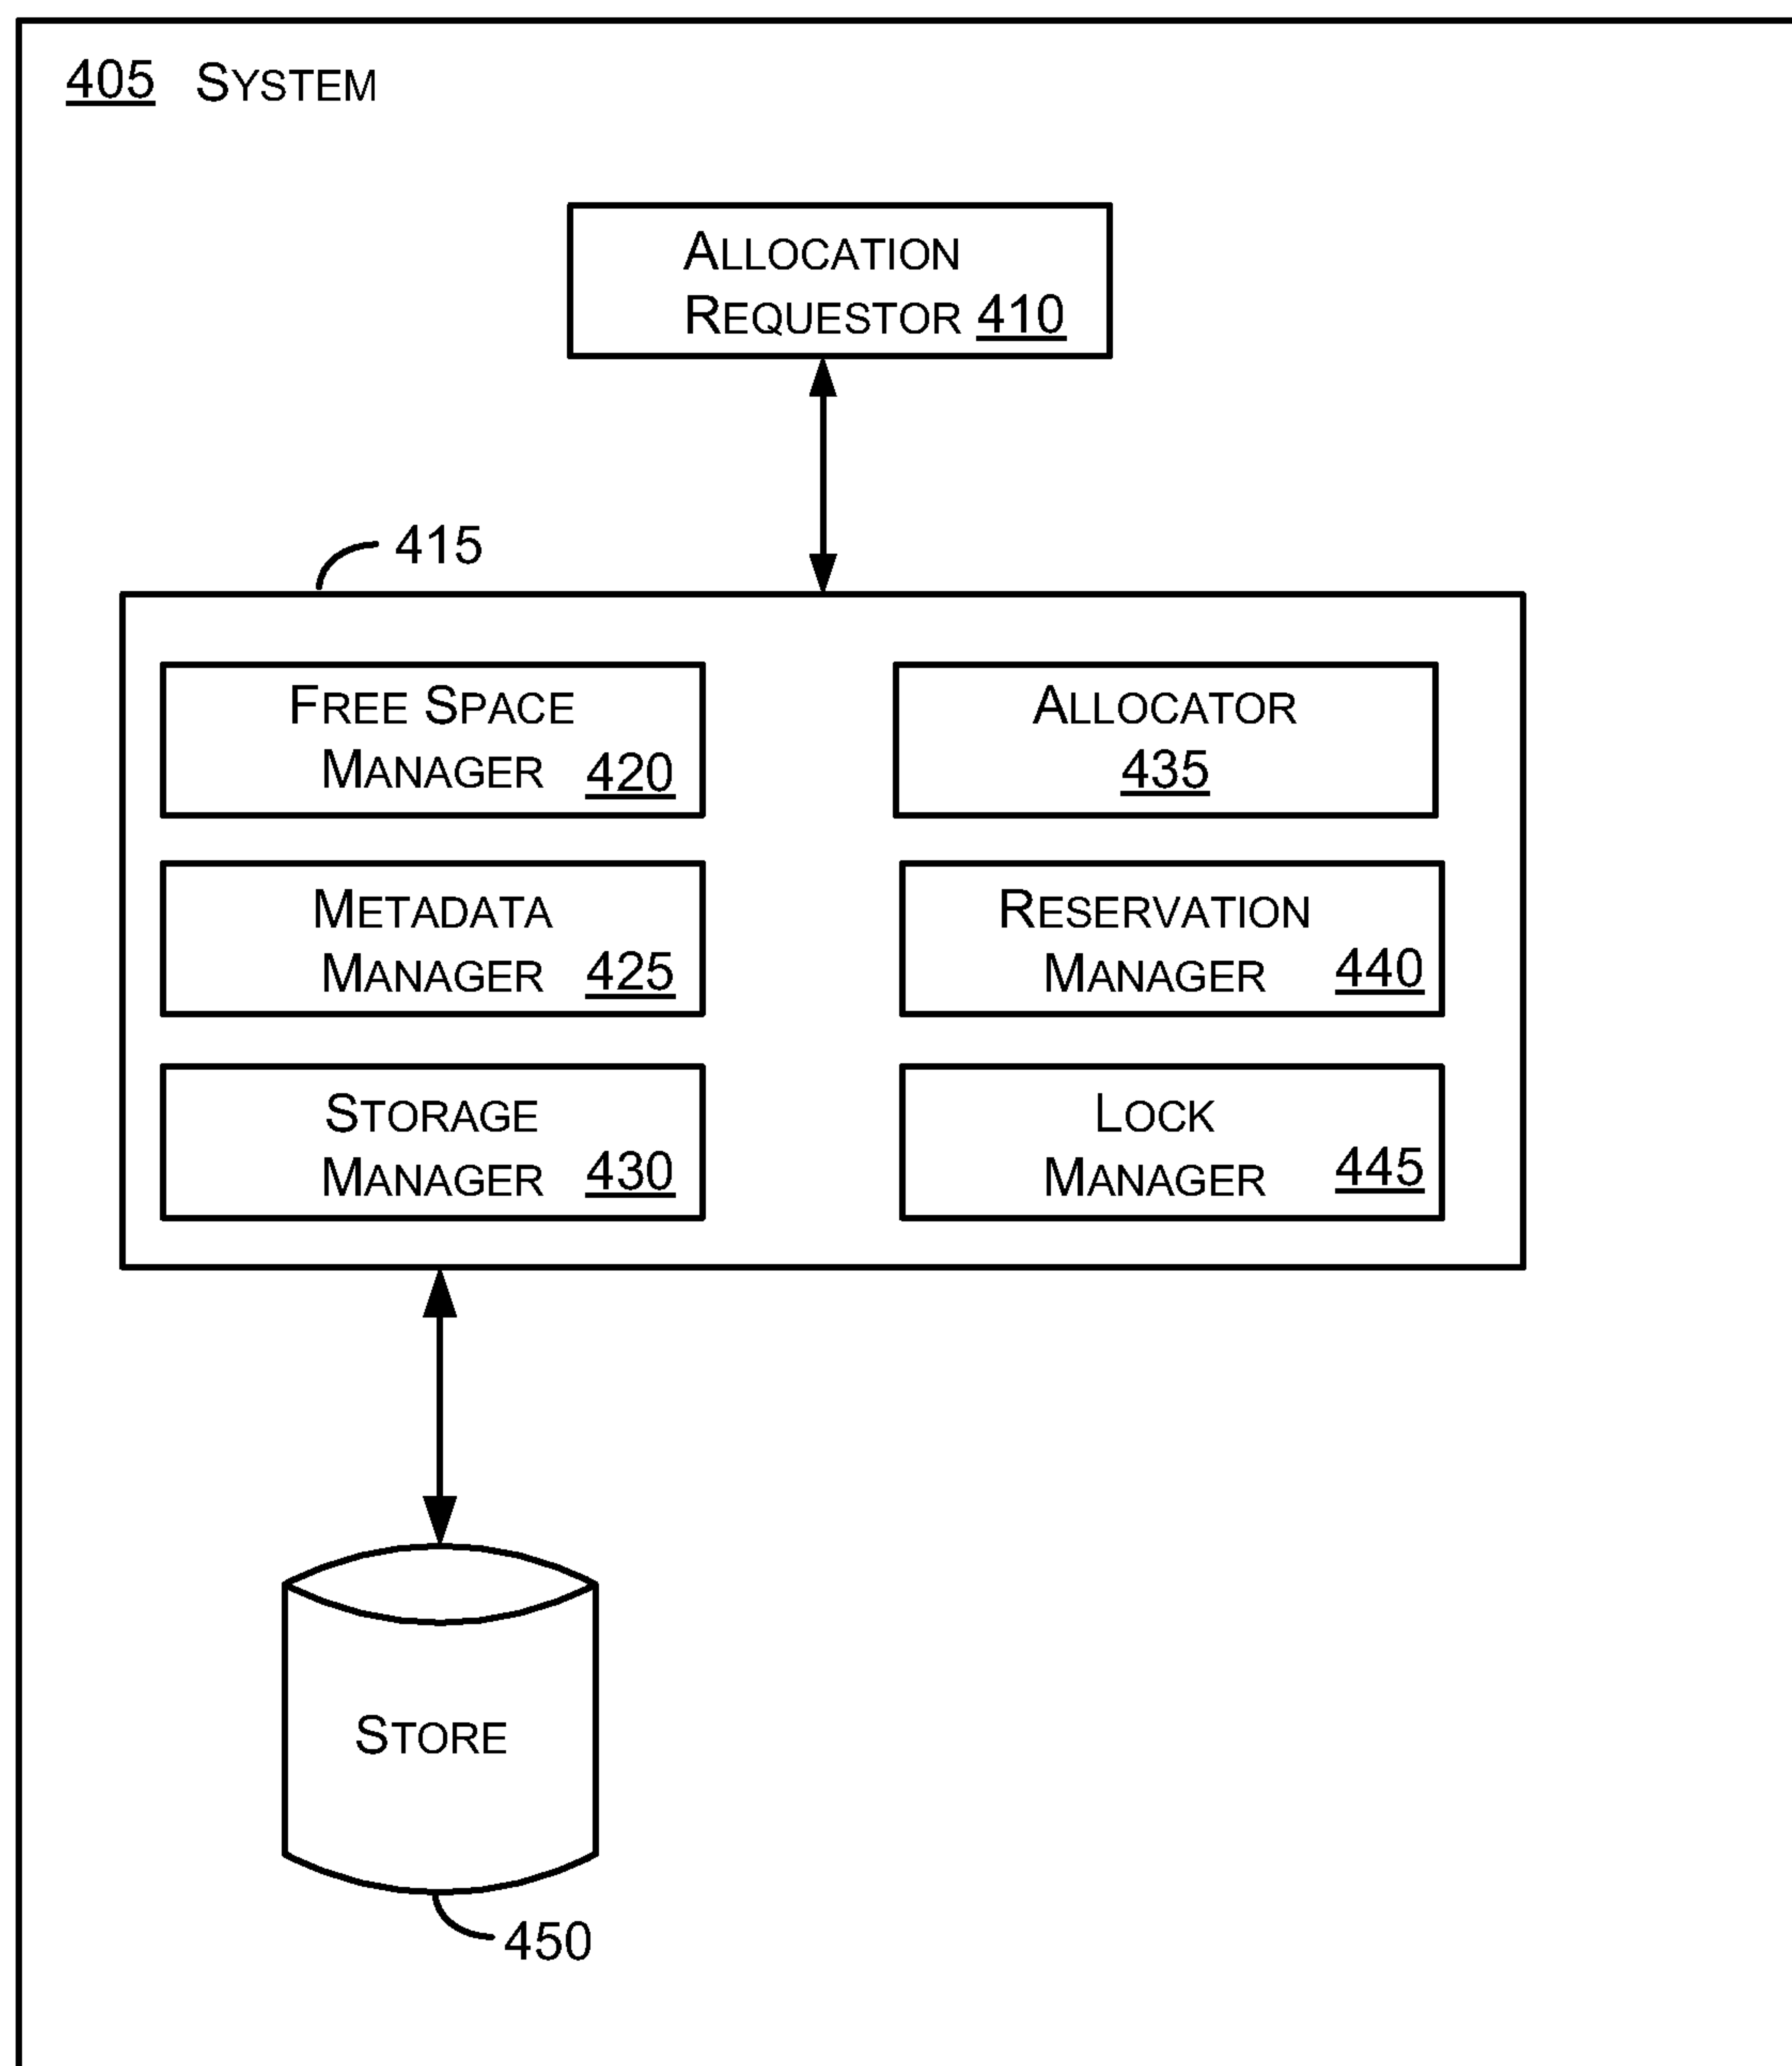 405 SYSTEM
ALLOCATION
REQUESTOR 410
415
FREE SPACE
MANAGER 420
ALLOCATOR
435
METADATA
MANAGER 425
RESERVATION
MANAGER 440
STORAGE
MANAGER 430
LOCK
MANAGER 445
STORE
450